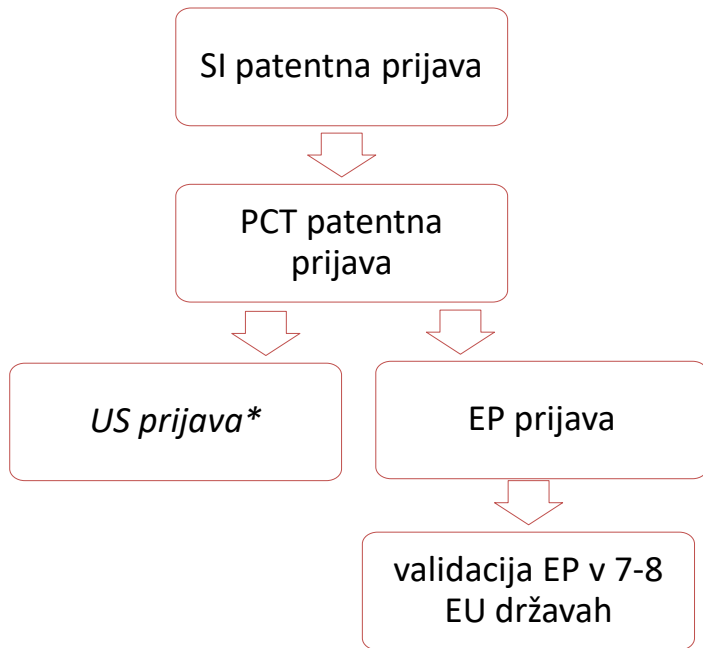 SI patentna prijava
PCT patentna
prijava
US prijava*
EP prijava
validacija EP v 7-8
EU državah